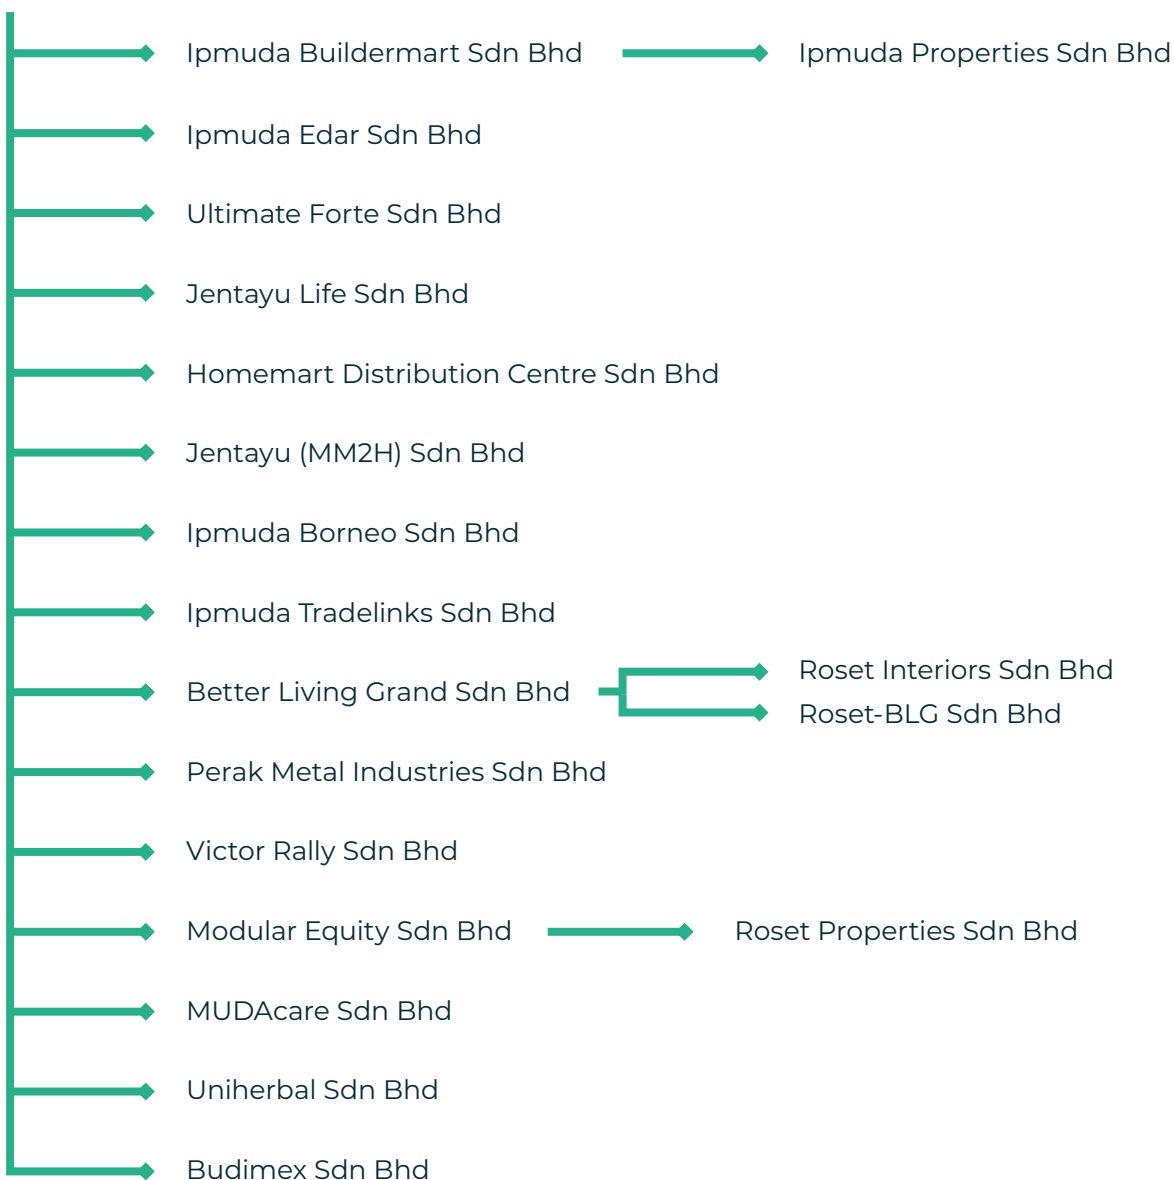 Ipmuda Buildermart Sdn Bhd
Ipmuda Properties Sdn Bhd
Ipmuda Edar Sdn Bhd
Ultimate Forte Sdn Bhd
Jentayu Life Sdn Bhd
Homemart Distribution Centre Sdn Bhd
Jentayu (MM2H) Sdn Bhd
Ipmuda Borneo Sdn Bhd
Ipmuda Tradelinks Sdn Bhd
Better Living Grand Sdn Bhd
Roset Interiors Sdn Bhd
Roset-BLG Sdn Bhd
Perak Metal Industries Sdn Bhd
Victor Rally Sdn Bhd
Modular Equity Sdn Bhd
Roset Properties Sdn Bhd
MUDAcare Sdn Bhd
Uniherbal Sdn Bhd
Budimex Sdn Bhd